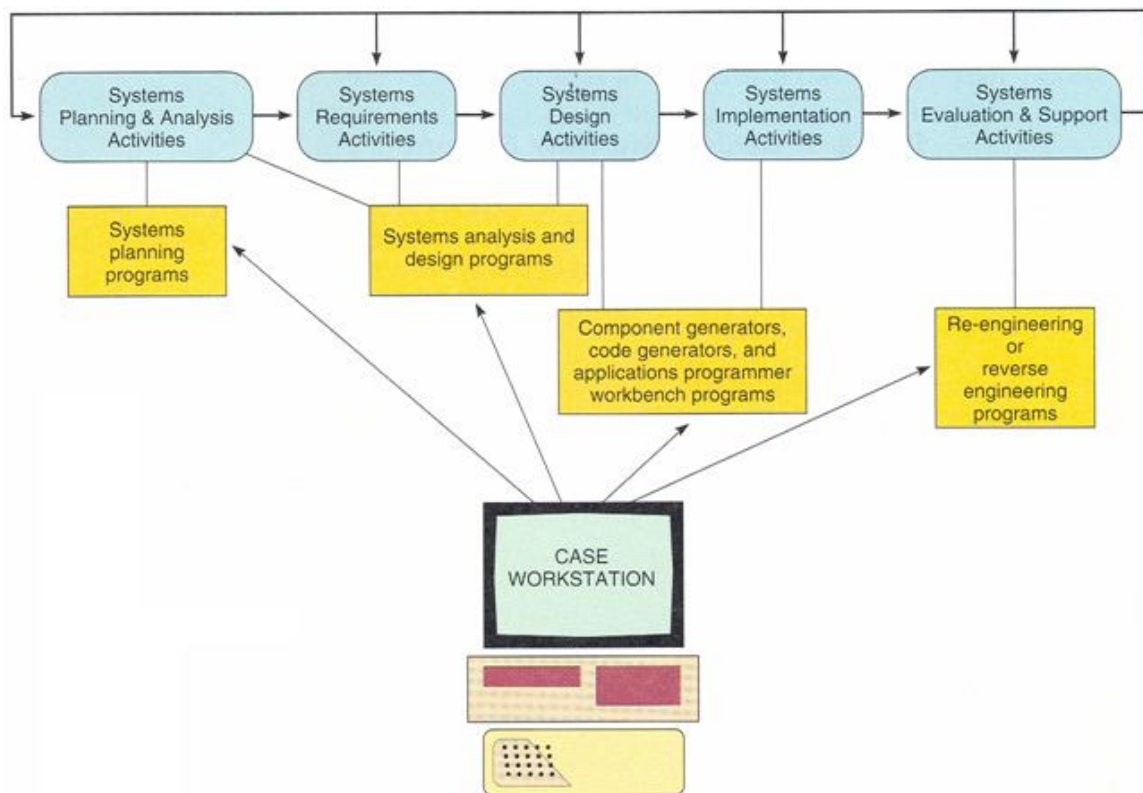 Systems
Planning & Analysis
Activities
Systems
Requirements
Activities
Systems
Design
Activities
Systems
Implementation
Activities
Systems
Evaluation & Support
Activities
Systems
planning
programs
Systems analysis and
design programs
Component generators,
code generators, and
applications programmer
workbench programs
Re-engineering
or
reverse
engineering
programs
CASE
WORKSTATION